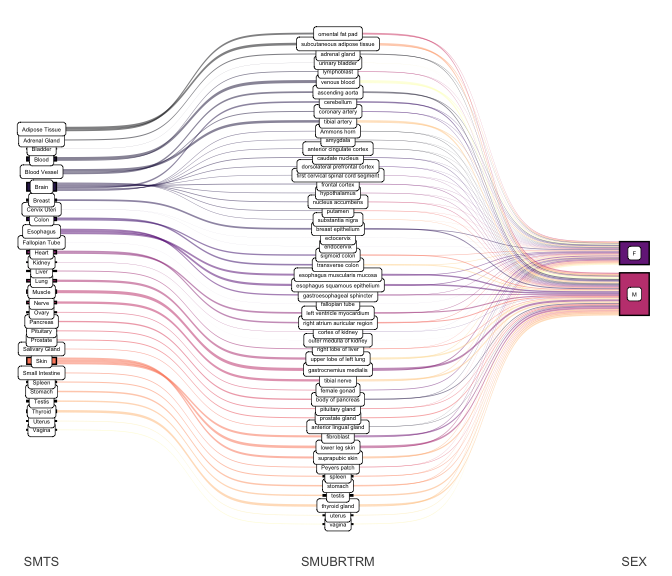 Adipose Tissue
Adrenal Gland
Bladder
Blood
Blood Vessel
Brain
Breast
Cervix Uteri
Colon
Esophagus
Fallopian Tube
Heart
Kidney
Liver
Lung
Muscle
Nerve
Ovary
Pancreas
Pituitary
Prostate
Salivary Gland
Skin
Small Intestine
Spleen
Stomach
Testis
Thyroid
Uterus
Vagina
omental fat pad
subcutaneous adipose tissue
adrenal gland
urinary bladder
lymphoblast
venous blood
ascending aorta
cerebellum
coronary artery
tibial artery
Ammons horn
amygdala
anterior cingulate cortex
caudate nucleus
dorsolateral prefrontal cortex
first cervical spinal cord segment
frontal cortex
hypothalamus
nucleus accumbens
putamen
substantia nigra
breast epithelium
ectocervix
endocervix
sigmoid colon
transverse colon
esophagus muscularis mucosa
esophagus squamous epithelium
gastroesophageal sphincter
fallopian tube
left ventricle myocardium
right atrium auricular region
cortex of kidney
outer medulla of kidney
right lobe of liver
upper lobe of left lung
gastrocnemius medialis
tibial nerve
female gonad
body of pancreas
pituitary gland
prostate gland
anterior lingual gland
fibroblast
lower leg skin
suprapubic skin
Peyers patch
spleen
stomach
testis
thyroid gland
uterus
vagina
F
M
SMTS
SMUBRTRM
SEX